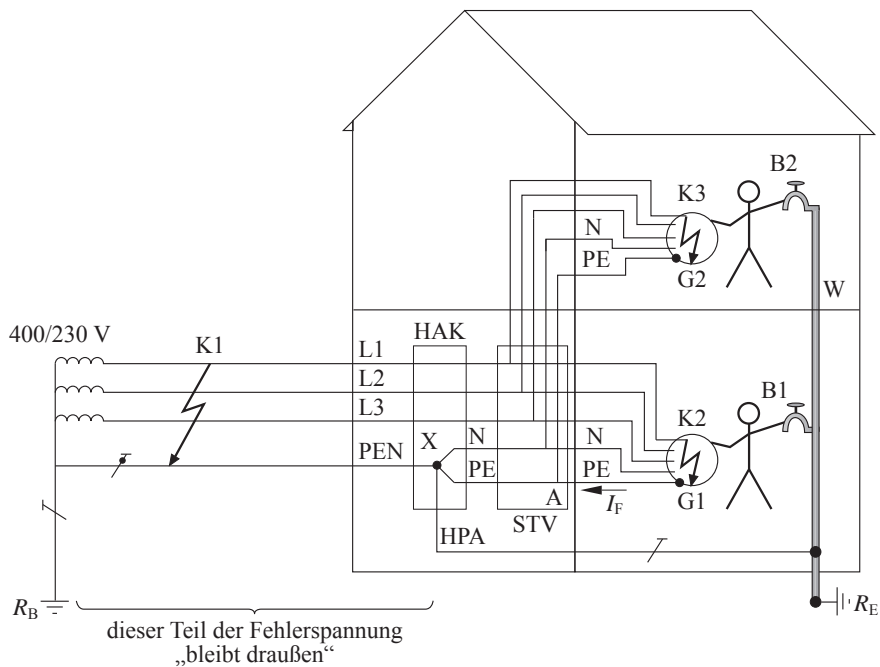 B2
K3
N
PE
G2
W
400/230 V
K1
HAK
L1
L2
L3
B1
K2
X
N
N
PEN
PE
PE
A
I_F
G1
STV
HPA
R_B
R_E
dieser Teil der Fehlerspannung
„bleibt draußen“